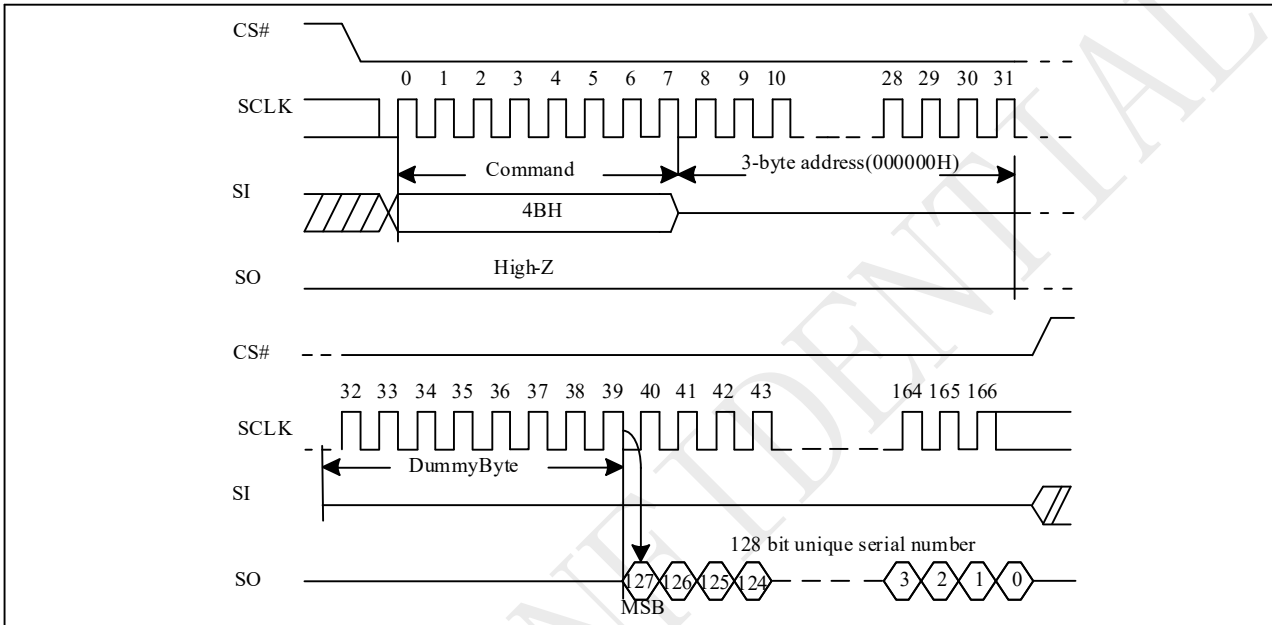 CS#
0 1 2 3 4 5 6 7 8 9 10 28 29 30 31
SCLK
Command 3-byte address(000000H)
SI
4BH
High-Z
SO
CS#
32 33 34 35 36 37 38 39 40 41 42 43 164 165 166
SCLK
DummyByte
SI
128 bit unique serial number
SO
127 126 125 124 3 2 1 0
MSB
NFIDENTIAL